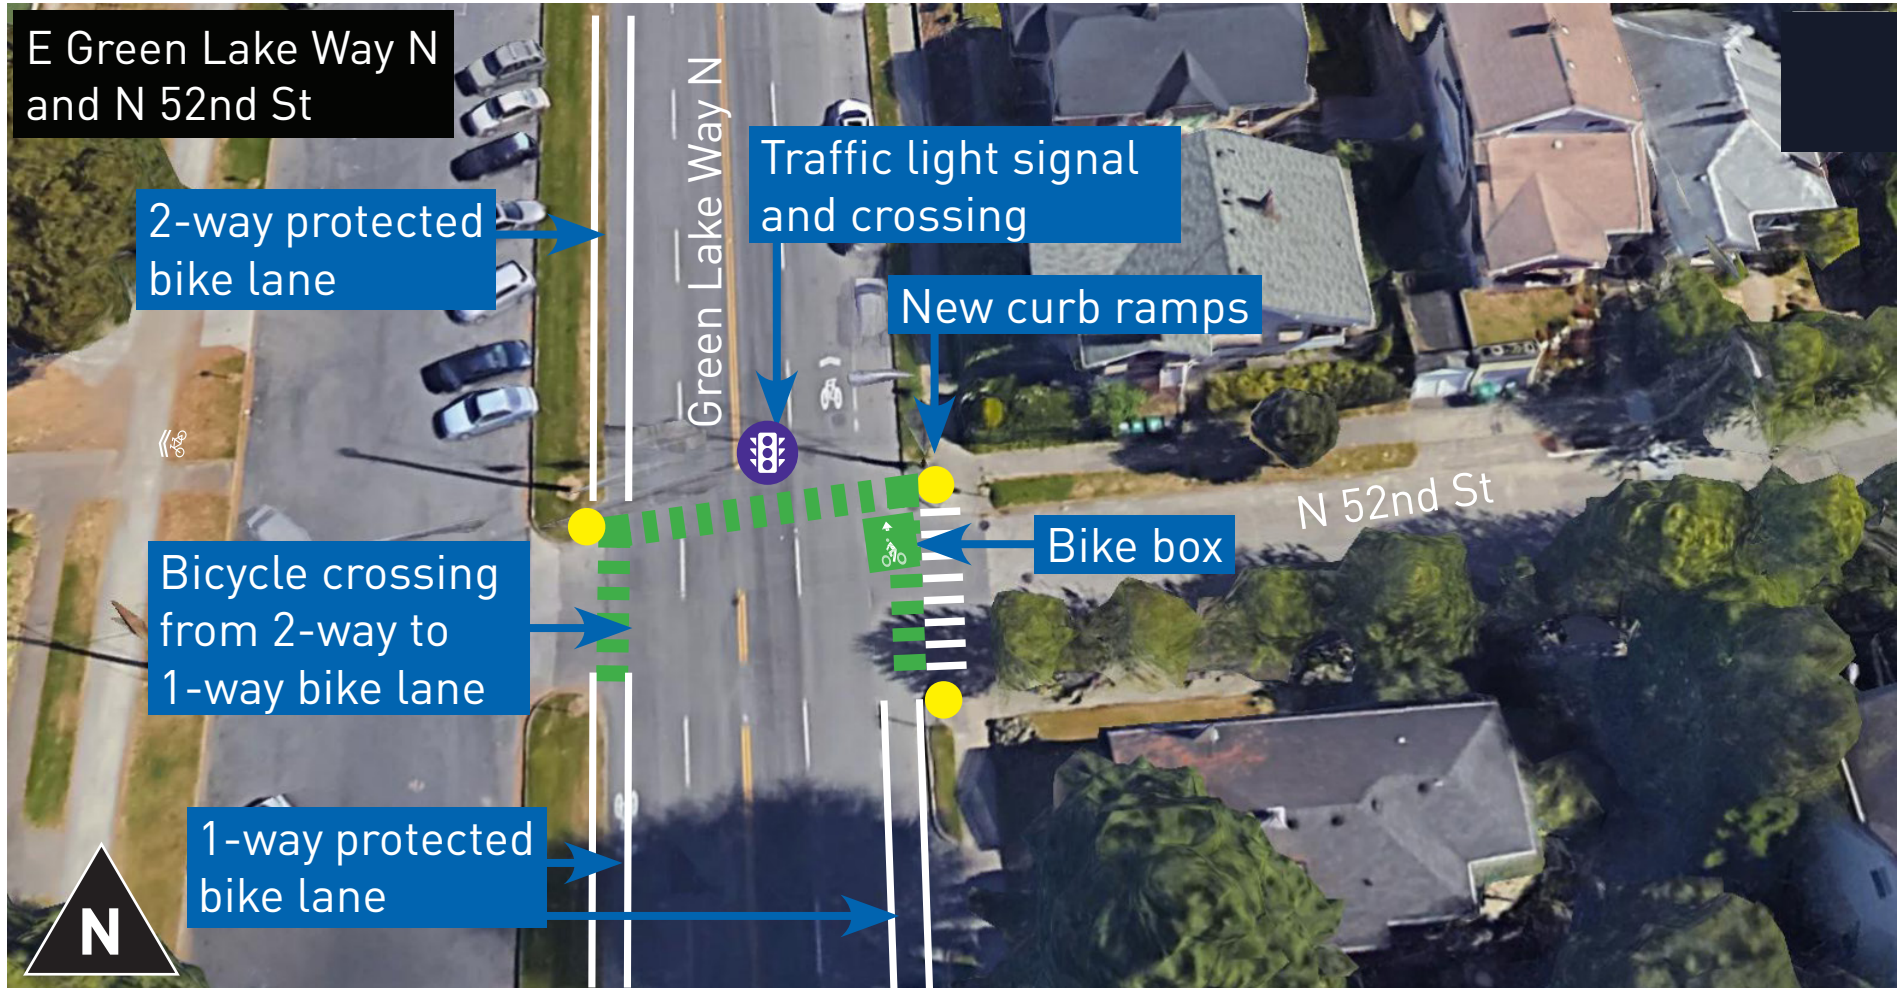 E Green Lake Way N
and N 52nd St
Green Lake Way N
Traffic light signal
and crossing
2-way protected
bike lane
New curb ramps
N 52nd St
Bike box
Bicycle crossing
from 2-way to
1-way bike lane
1-way protected
bike lane
N